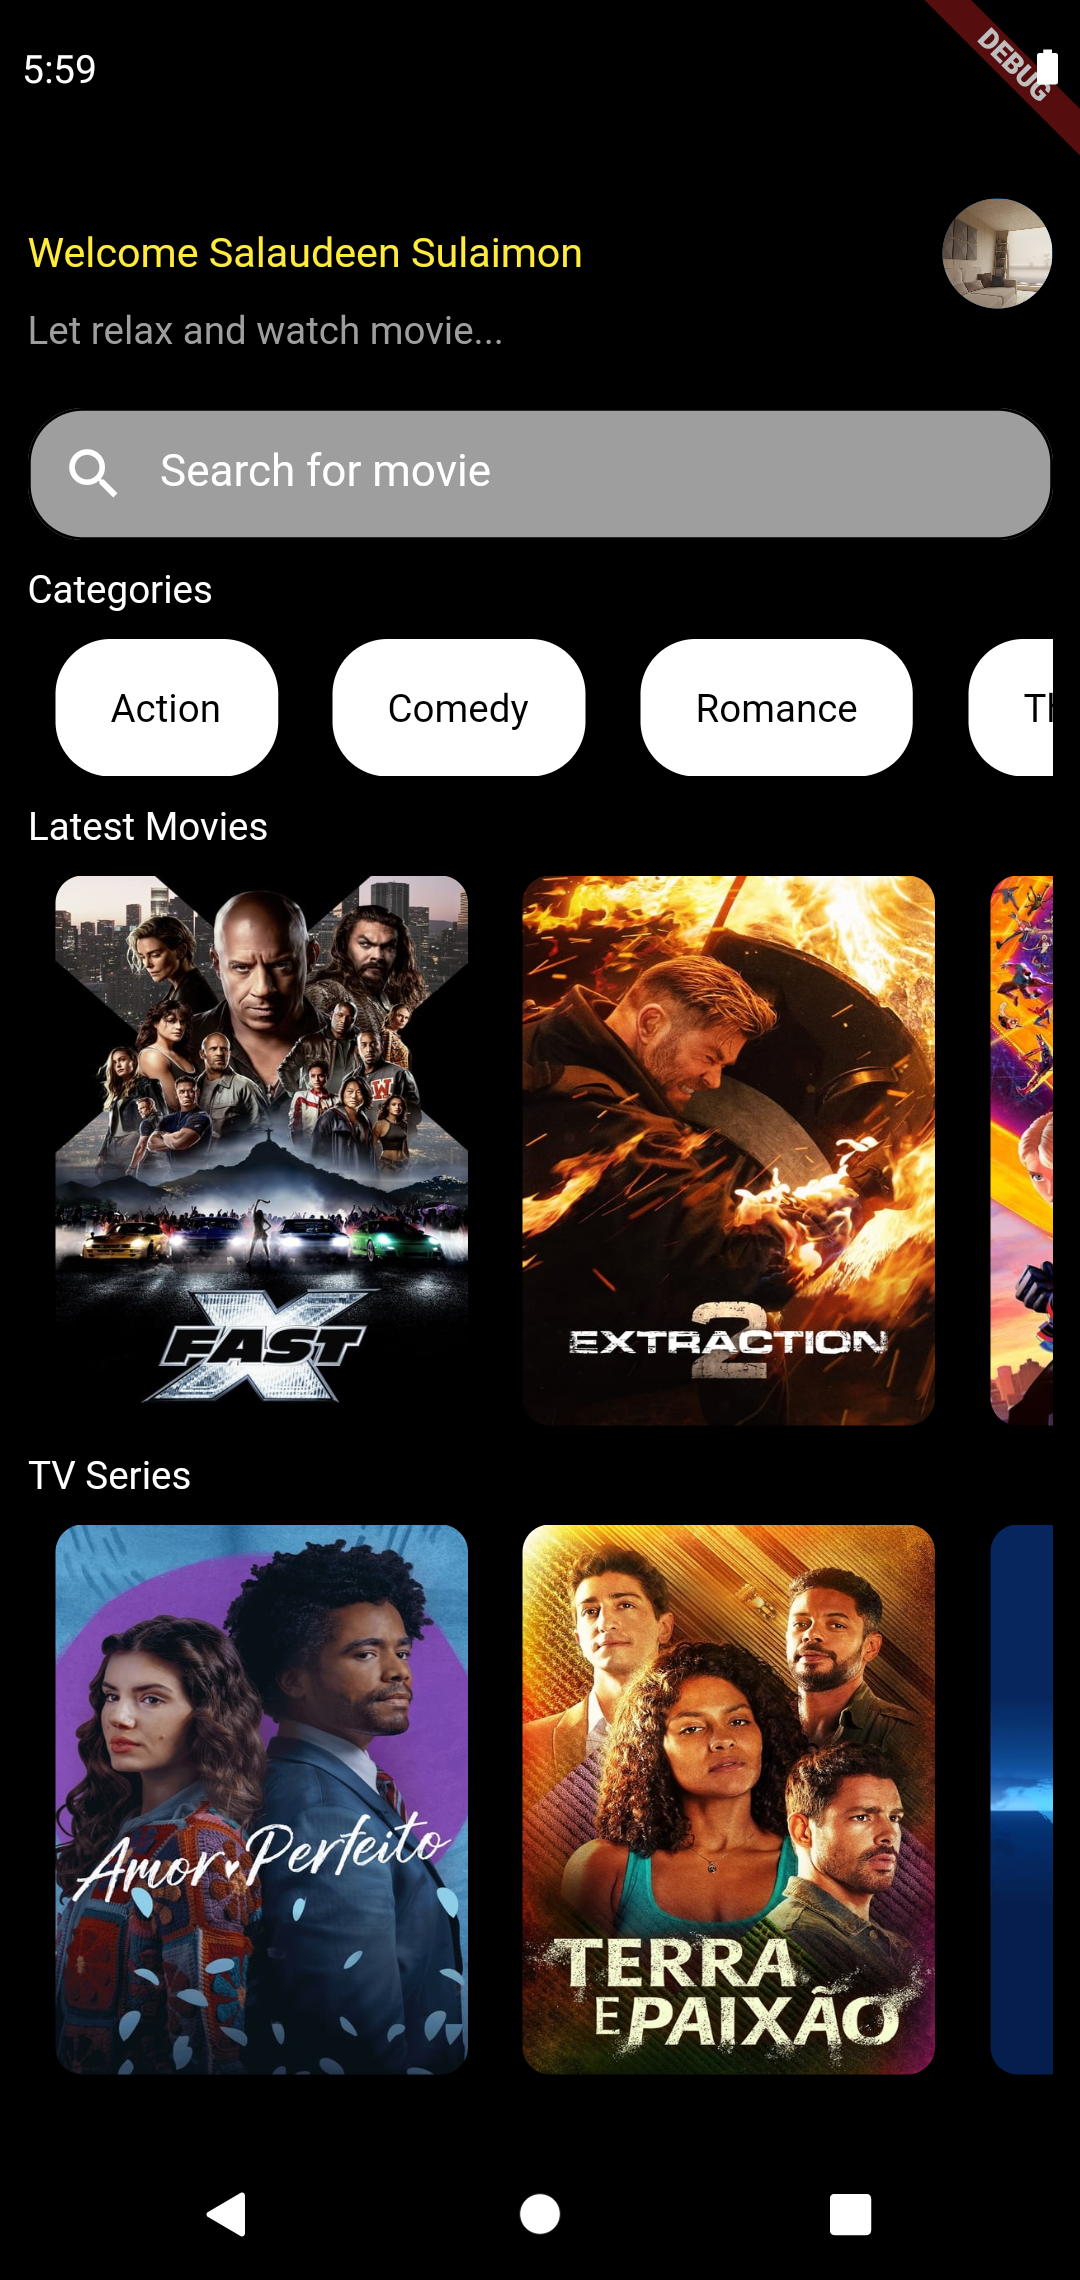 5:59
DEBUG
Welcome Salaudeen Sulaimon
Let relax and watch movie...
Search for movie
Categories
Action
Comedy
Romance
Latest Movies
W
FAST X
EXTRACTION 2
TV Series
Amor Perfeito
TERRA
E PAIXÃO